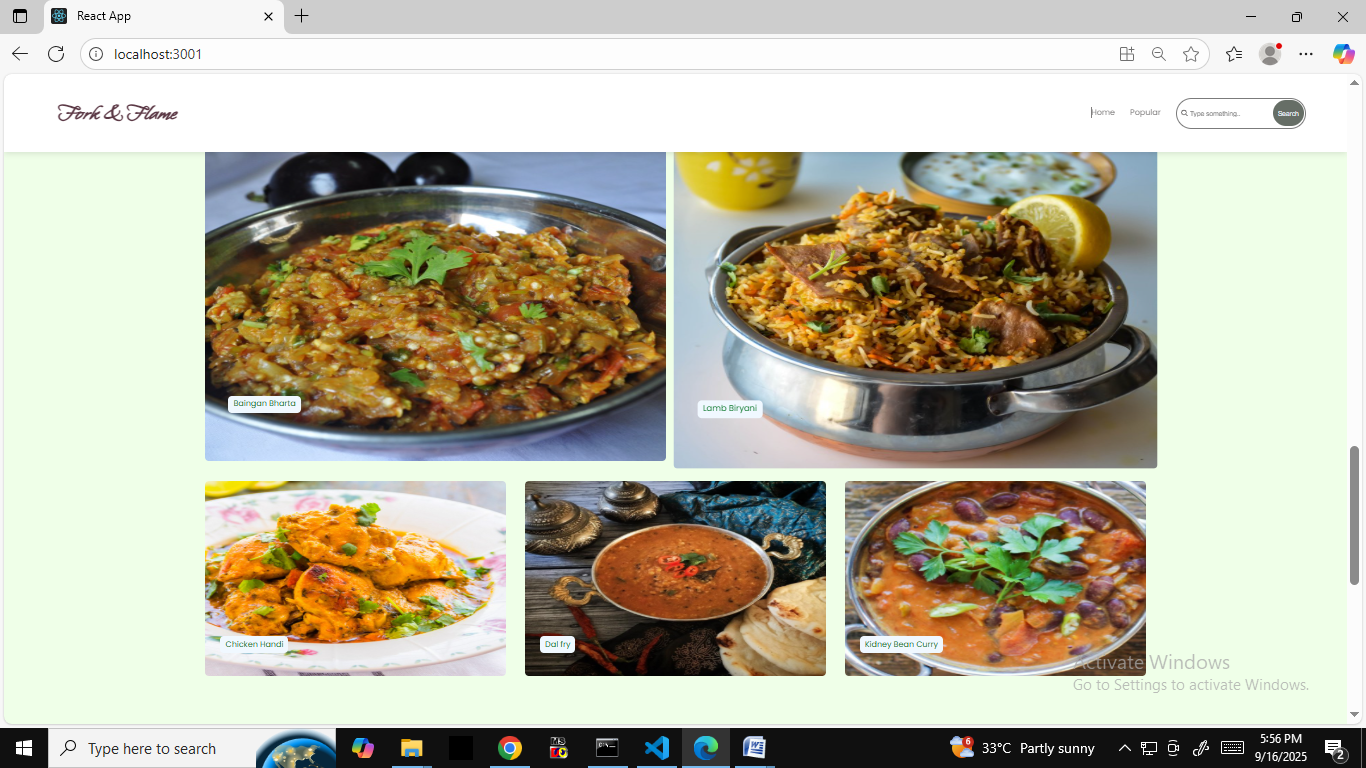 React App
localhost:3001
Fork & Flame
Home Popular Type something.. Search
Baingan Bharta
Lamb Biryani
Chicken Handi
Dal fry
Kidney Bean Curry
Activate Windows
Go to Settings to activate Windows.
Type here to search
33°C Partly sunny
5:56 PM
9/16/2025
6
2